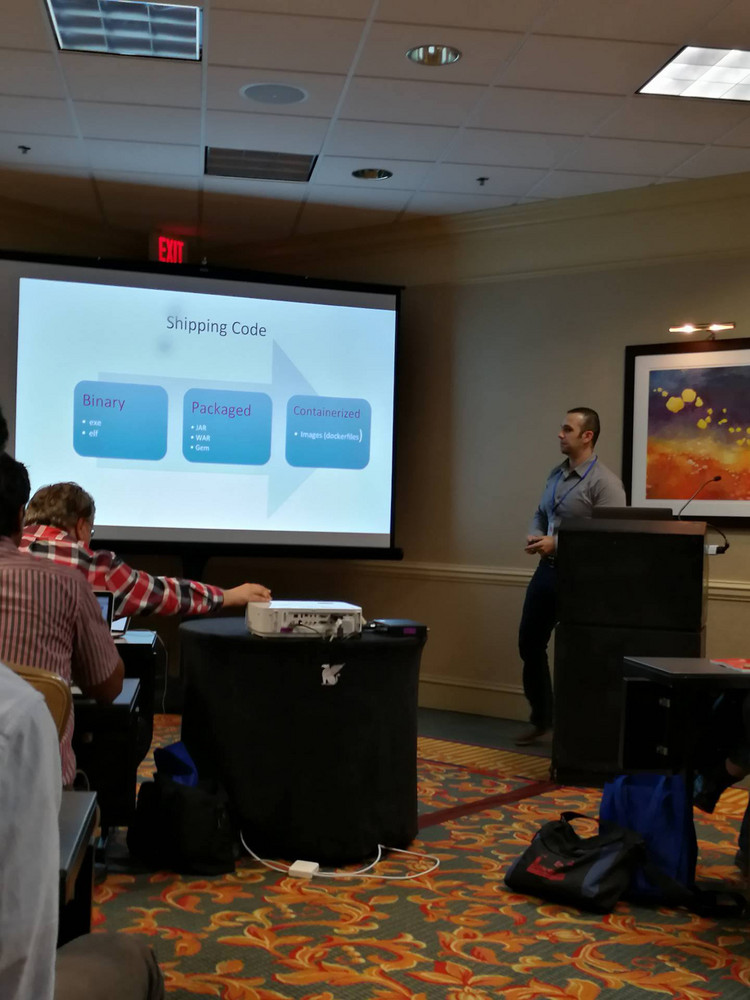 EXIT
Shipping Code
Binary
• exe
• elf
Packaged
• JAR
• WAR
• Gem
Containerized
• Images (dockerfiles)